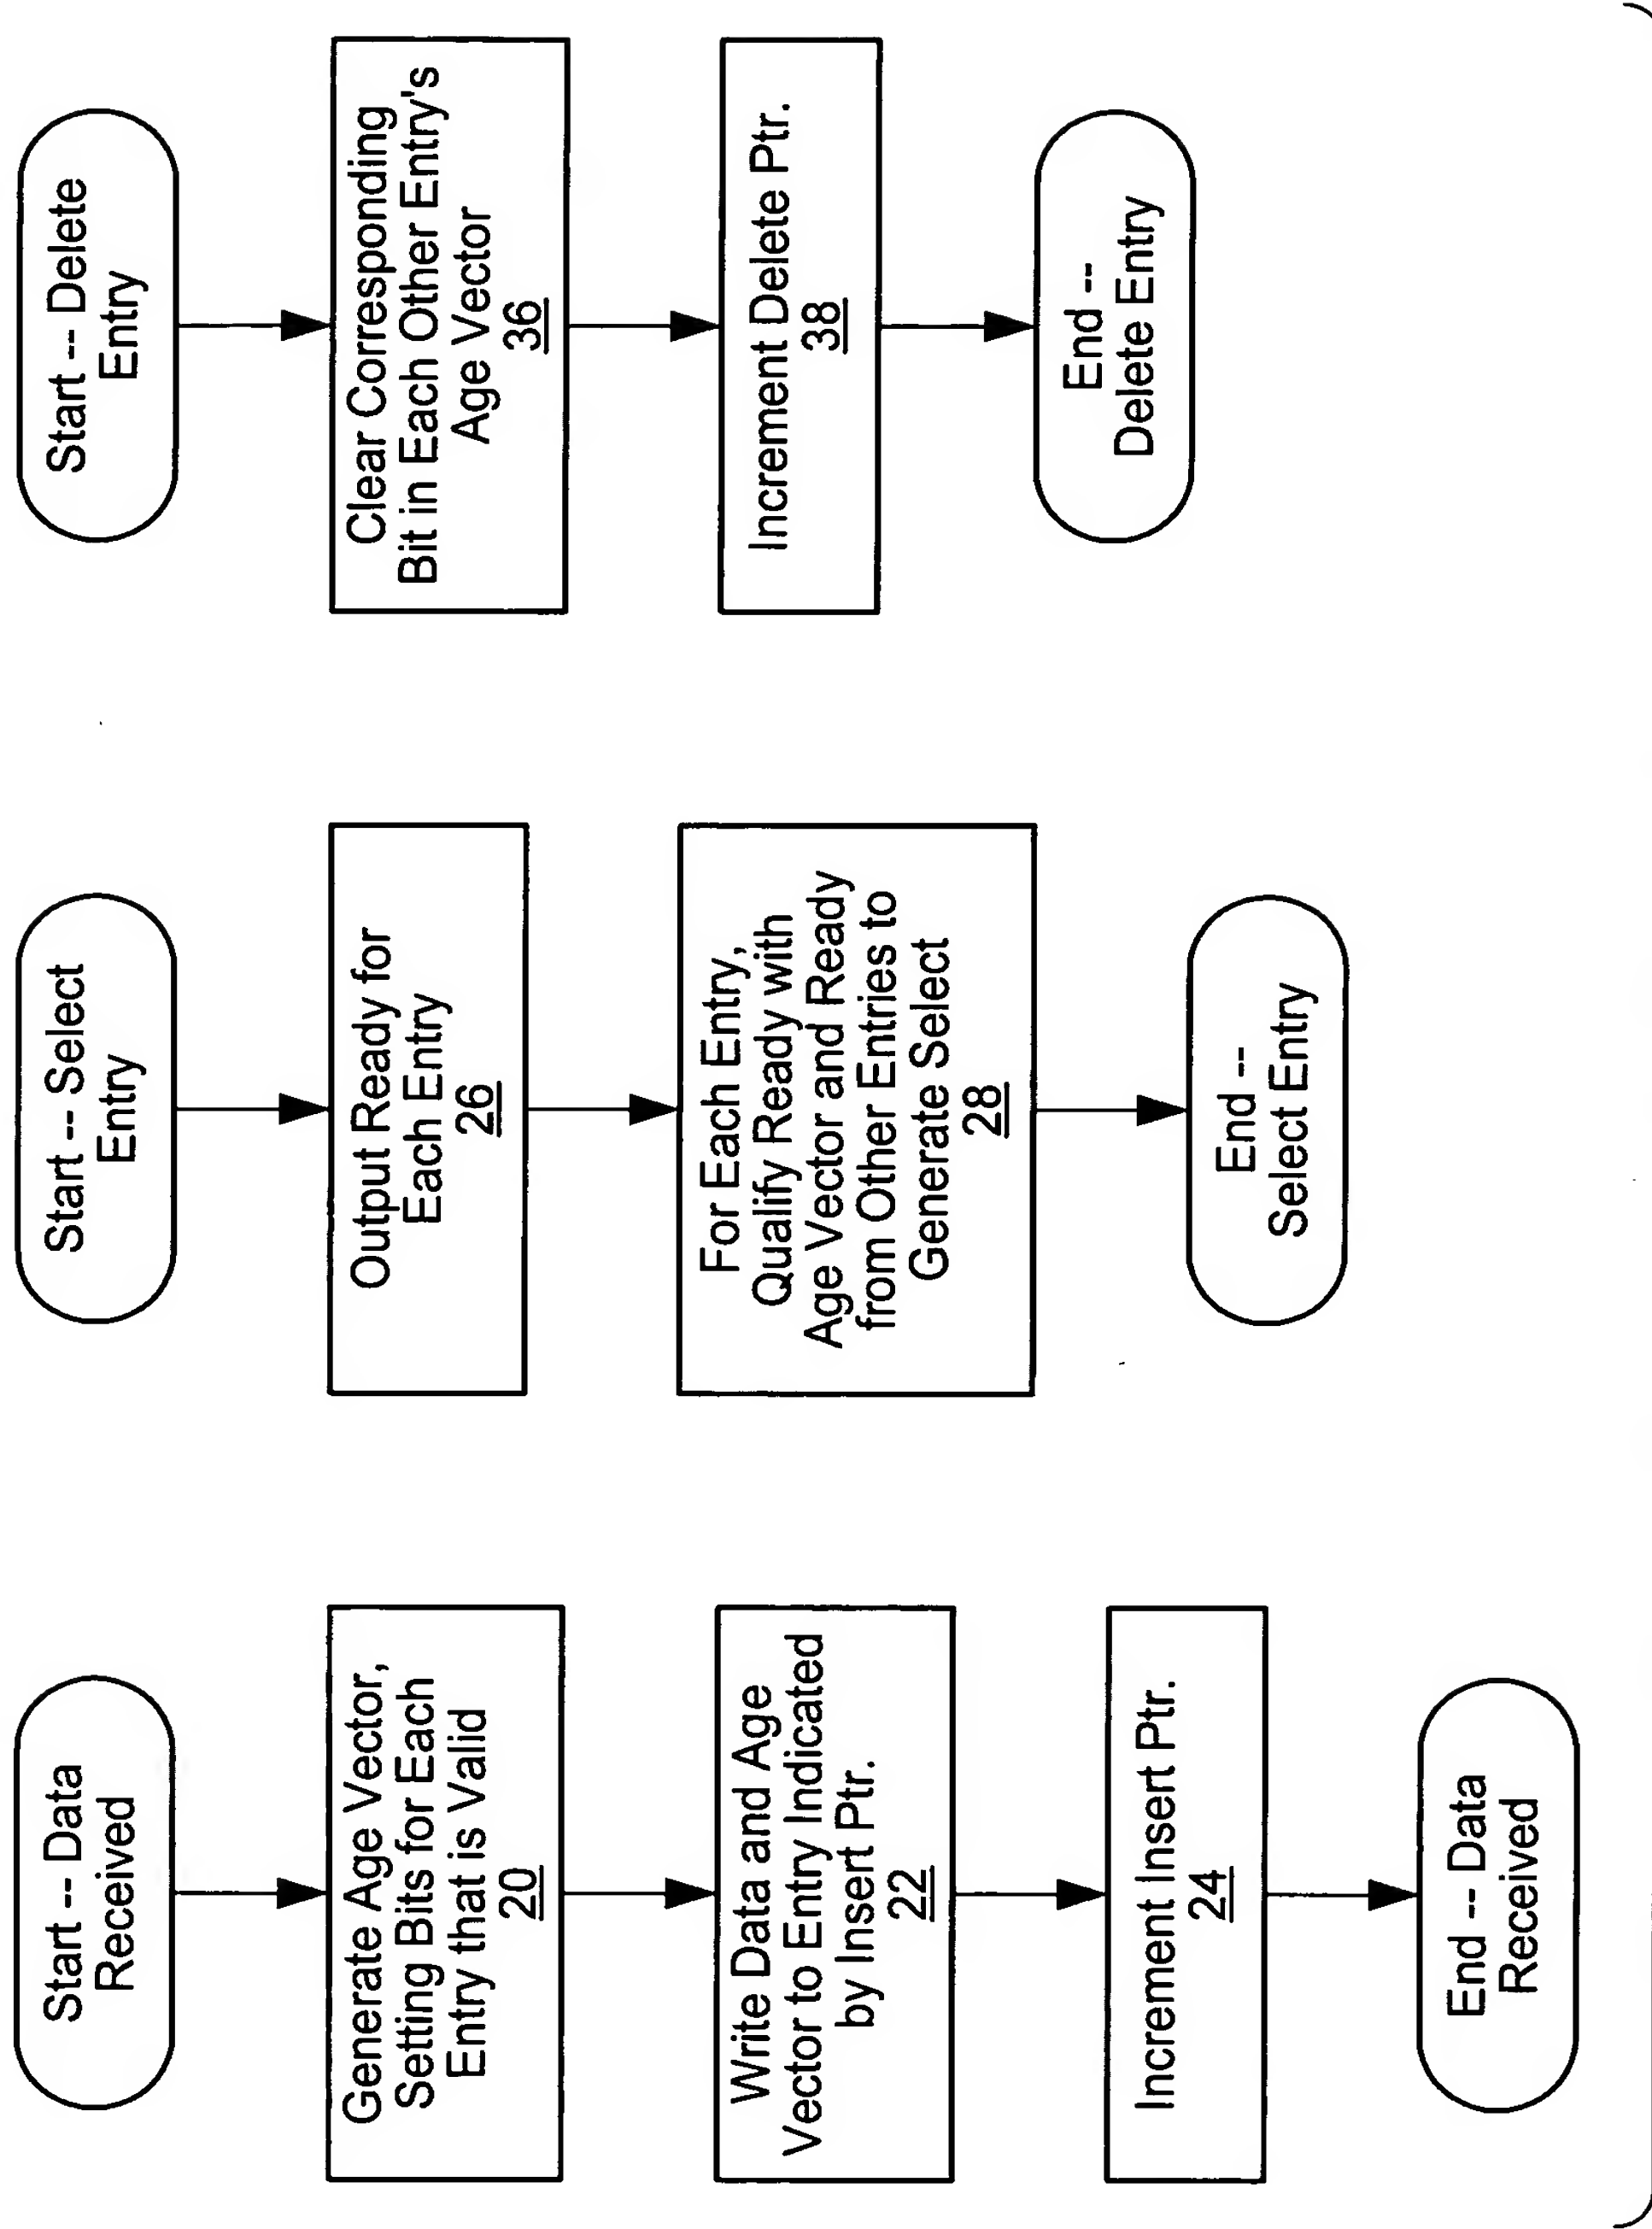 Start -- Data
Received
Generate Age Vector,
Setting Bits for Each
Entry that is Valid
20
Write Data and Age
Vector to Entry Indicated
by Insert Ptr.
22
Increment Insert Ptr.
24
End -- Data
Received
Start -- Select
Entry
Output Ready for
Each Entry
26
For Each Entry,
Qualify Ready with
Age Vector and Ready
from Other Entries to
Generate Select
28
End --
Select Entry
Start -- Delete
Entry
Clear Corresponding
Bit in Each Other Entry's
Age Vector
36
Increment Delete Ptr.
38
End --
Delete Entry